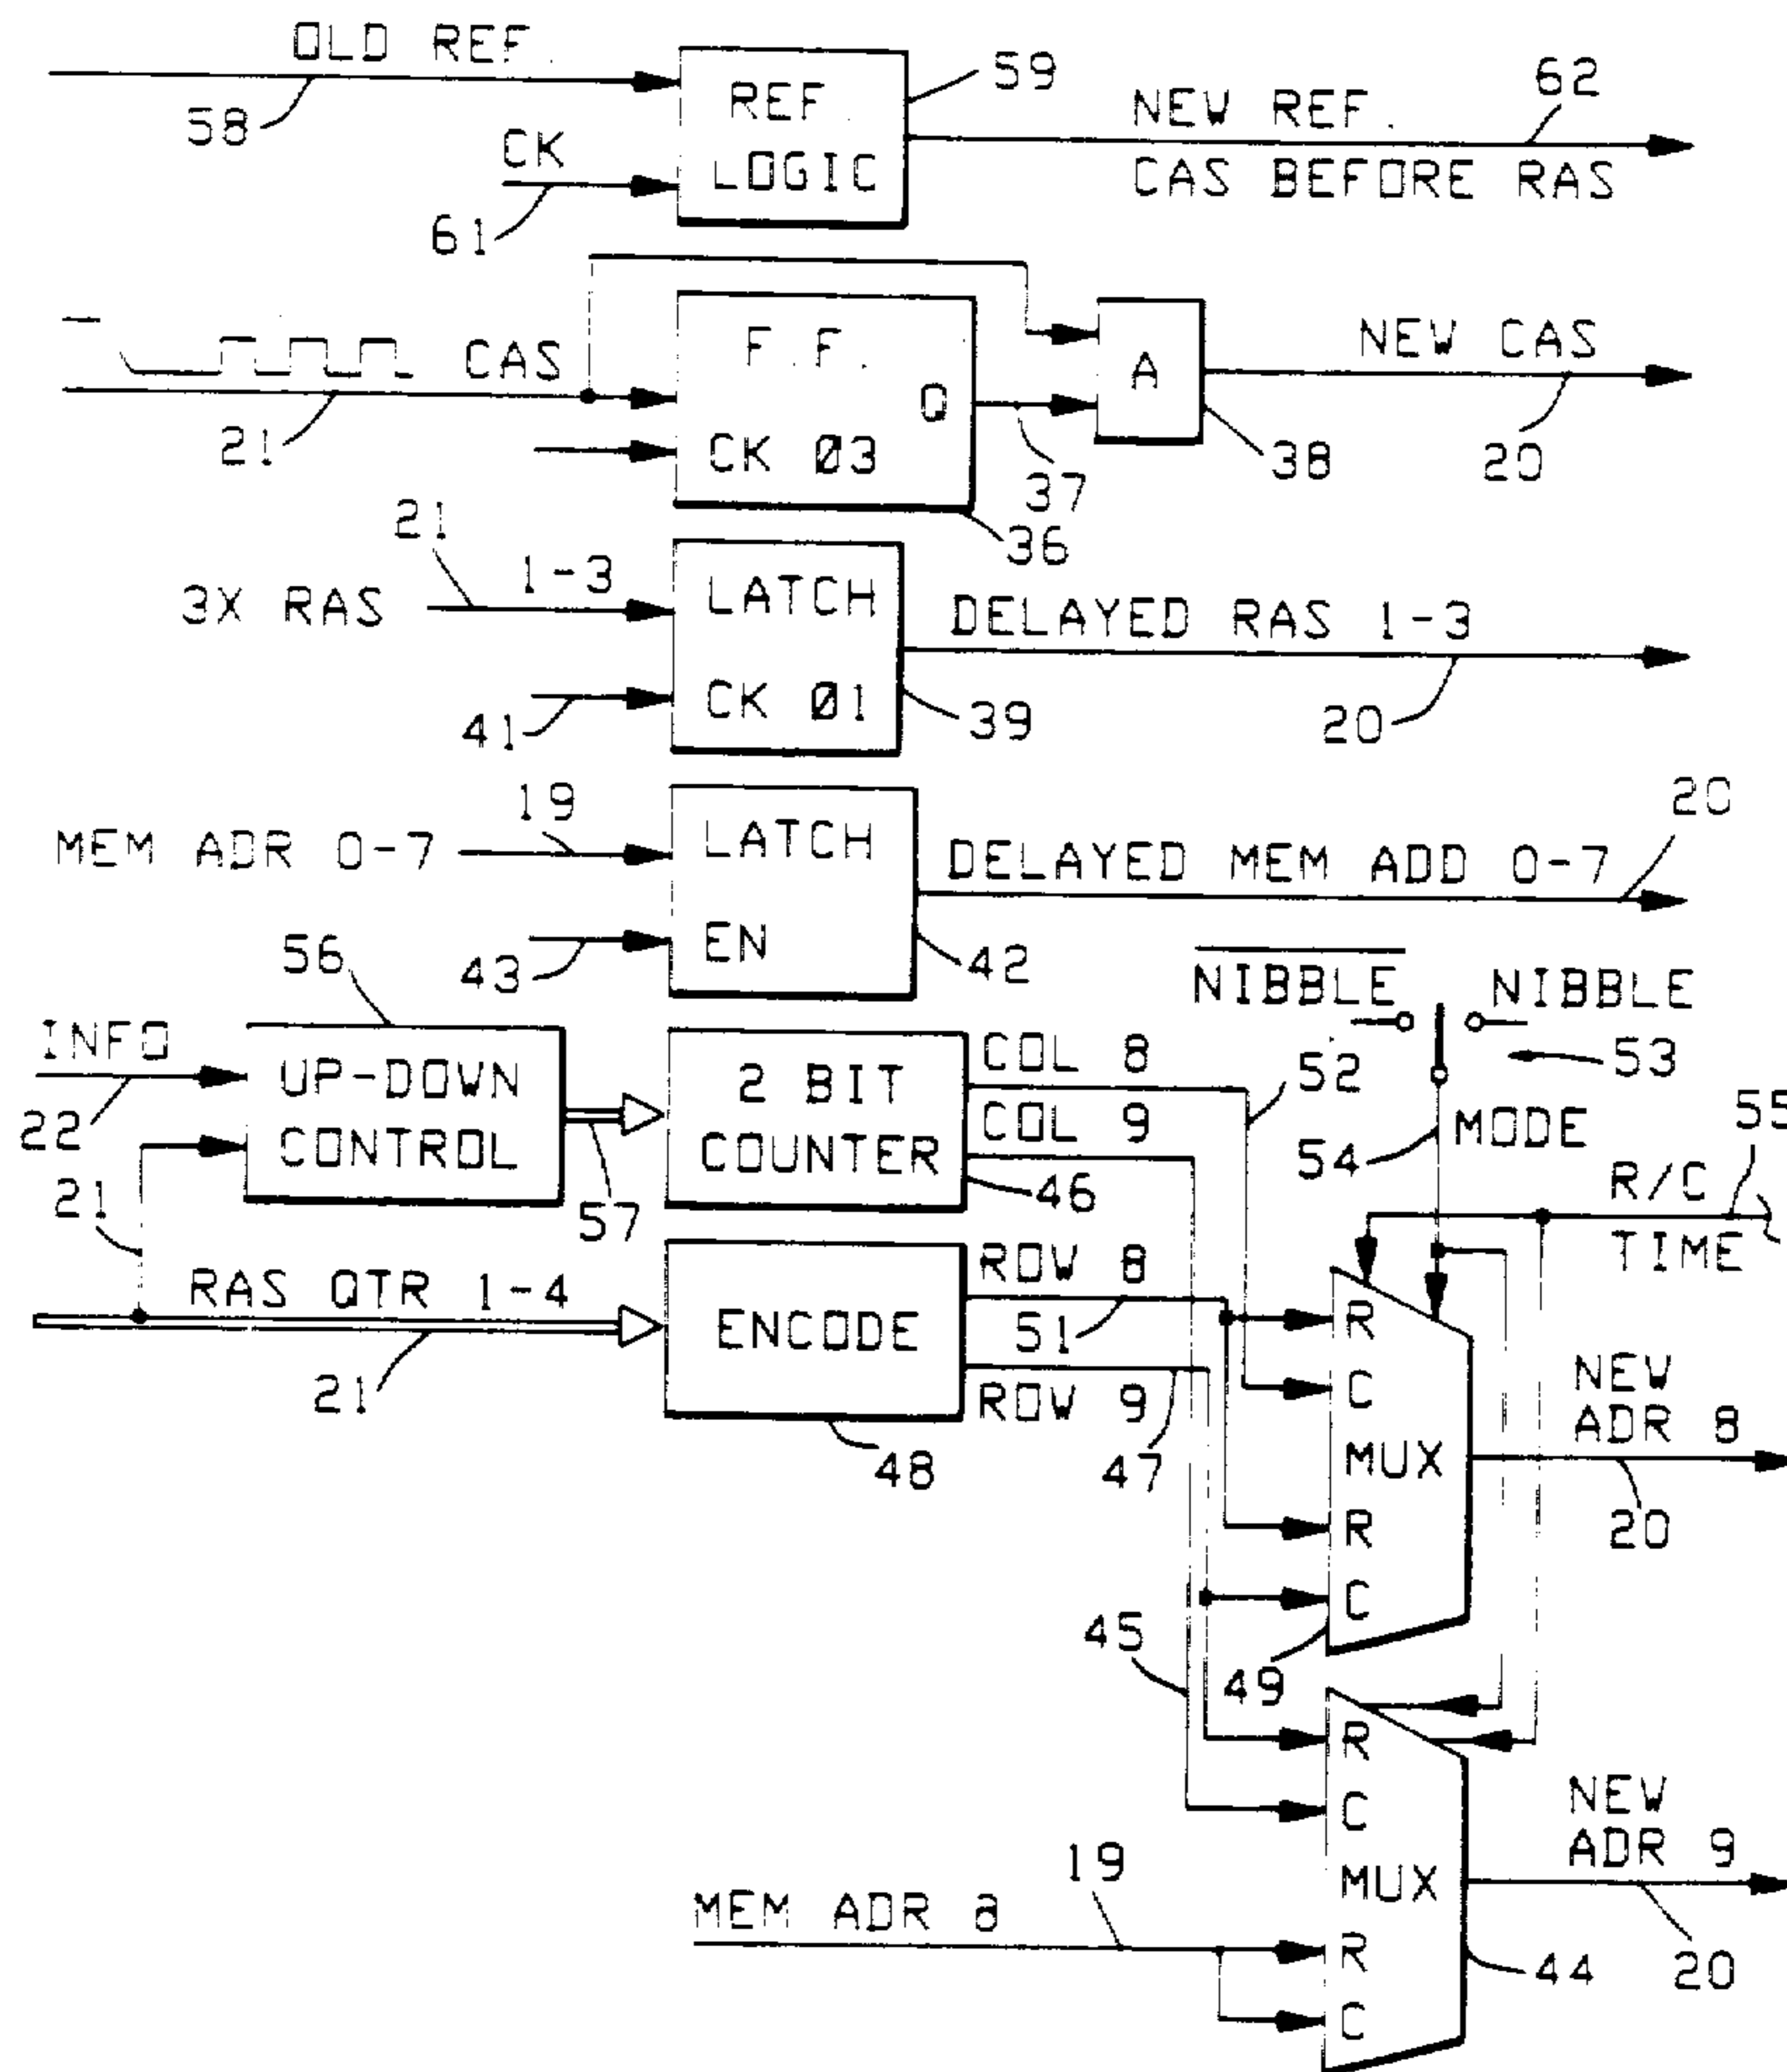 OLD REF.
58
CK
61
REF
LOGIC
59
NEW REF.
CAS BEFORE RAS
62
CAS
21
F.F.
Q
CK Ø3
36
37
A
38
NEW CAS
20
3X RAS
21
1-3
41
LATCH
CK Ø1
39
DELAYED RAS 1-3
20
MEM ADR 0-7
19
43
LATCH
EN
42
DELAYED MEM ADD 0-7
20
INFO
22
21
56
UP-DOWN
CONTROL
57
2 BIT
COUNTER
46
COL 8
COL 9
52
NIBBLE
NIBBLE
53
54
MODE
55
R/C
TIME
RAS QTR 1-4
21
ENCODE
48
ROW 8
51
ROW 9
47
R
C
MUX
R
C
49
NEW
ADR 8
20
45
R
C
MUX
R
C
44
NEW
ADR 9
20
MEM ADR 8
19